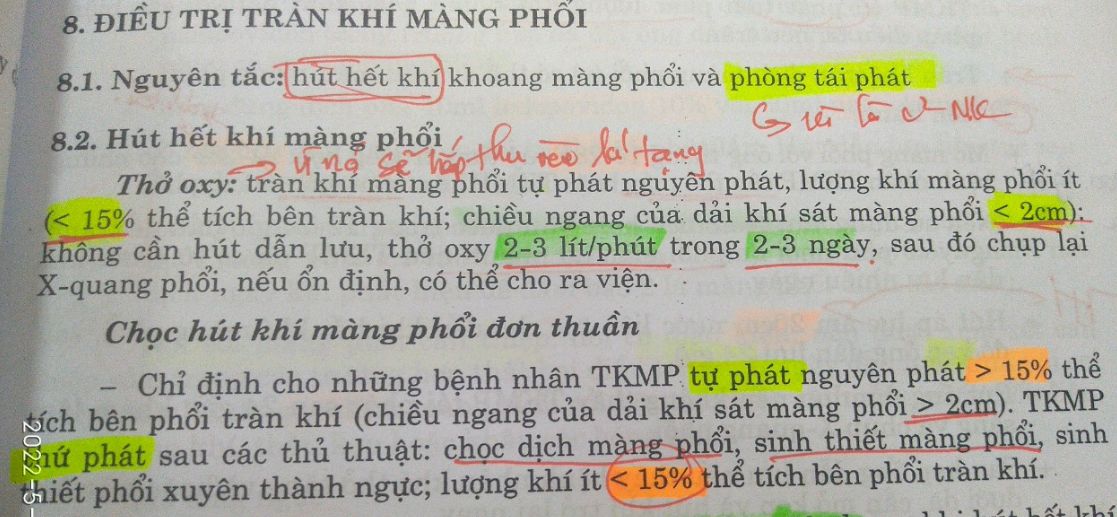 8. ĐIỀU TRỊ TRÀN KHÍ MÀNG PHỔI
8.1. Nguyên tắc: hút hết khí khoang màng phổi và phòng tái phát
8.2. Hút hết khí màng phổi
vì nó sẽ hấp thu vào
Thở oxy: tràn khí màng phổi tự phát nguyên phát, lượng khí màng phổi ít
(< 15% thể tích bên tràn khí; chiều ngang của dải khí sát màng phổi < 2cm):
không cần hút dẫn lưu, thở oxy 2-3 lít/phút trong 2-3 ngày, sau đó chụp lại
X-quang phổi, nếu ổn định, có thể cho ra viện.
Chọc hút khí màng phổi đơn thuần
– Chỉ định cho những bệnh nhân TKMP tự phát nguyên phát > 15% thể
tích bên phổi tràn khí (chiều ngang của dải khí sát màng phổi > 2cm). TKMP
thứ phát sau các thủ thuật: chọc dịch màng phổi, sinh thiết màng phổi, sinh
thiết phổi xuyên thành ngực; lượng khí ít < 15% thể tích bên phổi tràn khí.
2022-5-